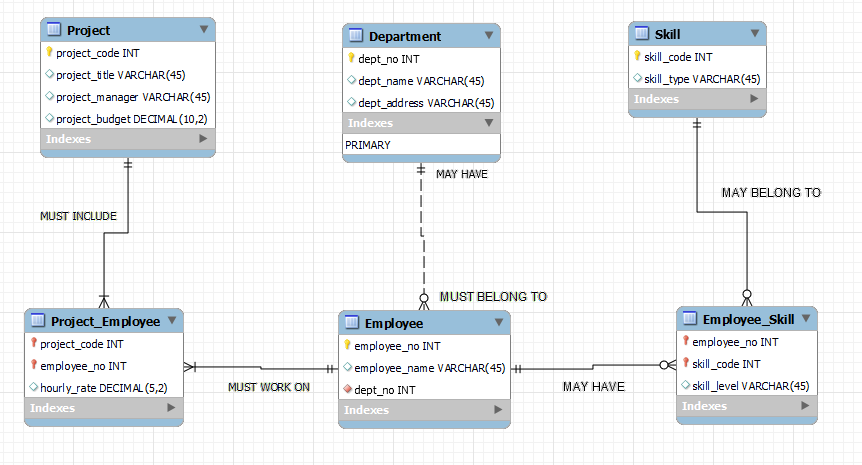 Project
project_code INT
project_title VARCHAR(45)
project_manager VARCHAR(45)
project_budget DECIMAL(10,2)
Indexes
Department
dept_no INT
dept_name VARCHAR(45)
dept_address VARCHAR(45)
Indexes
PRIMARY
Skill
skill_code INT
skill_type VARCHAR(45)
Indexes
MAY HAVE
MAY BELONG TO
MUST INCLUDE
MUST BELONG TO
Project_Employee
project_code INT
employee_no INT
hourly_rate DECIMAL(5,2)
Indexes
MUST WORK ON
Employee
employee_no INT
employee_name VARCHAR(45)
dept_no INT
Indexes
MAY HAVE
Employee_Skill
employee_no INT
skill_code INT
skill_level VARCHAR(45)
Indexes